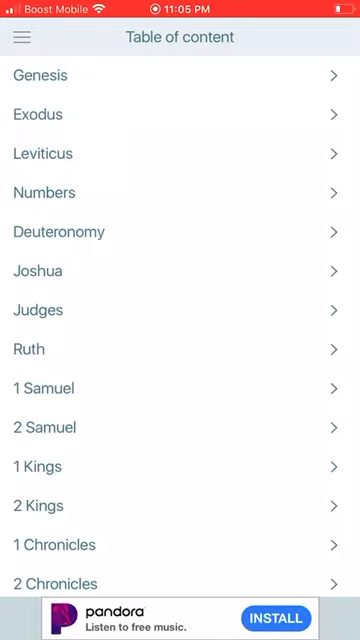 Boost Mobile 11:05 PM
Table of content
Genesis
Exodus
Leviticus
Numbers
Deuteronomy
Joshua
Judges
Ruth
1 Samuel
2 Samuel
1 Kings
2 Kings
1 Chronicles
2 Chronicles
pandora
Listen to free music.
INSTALL